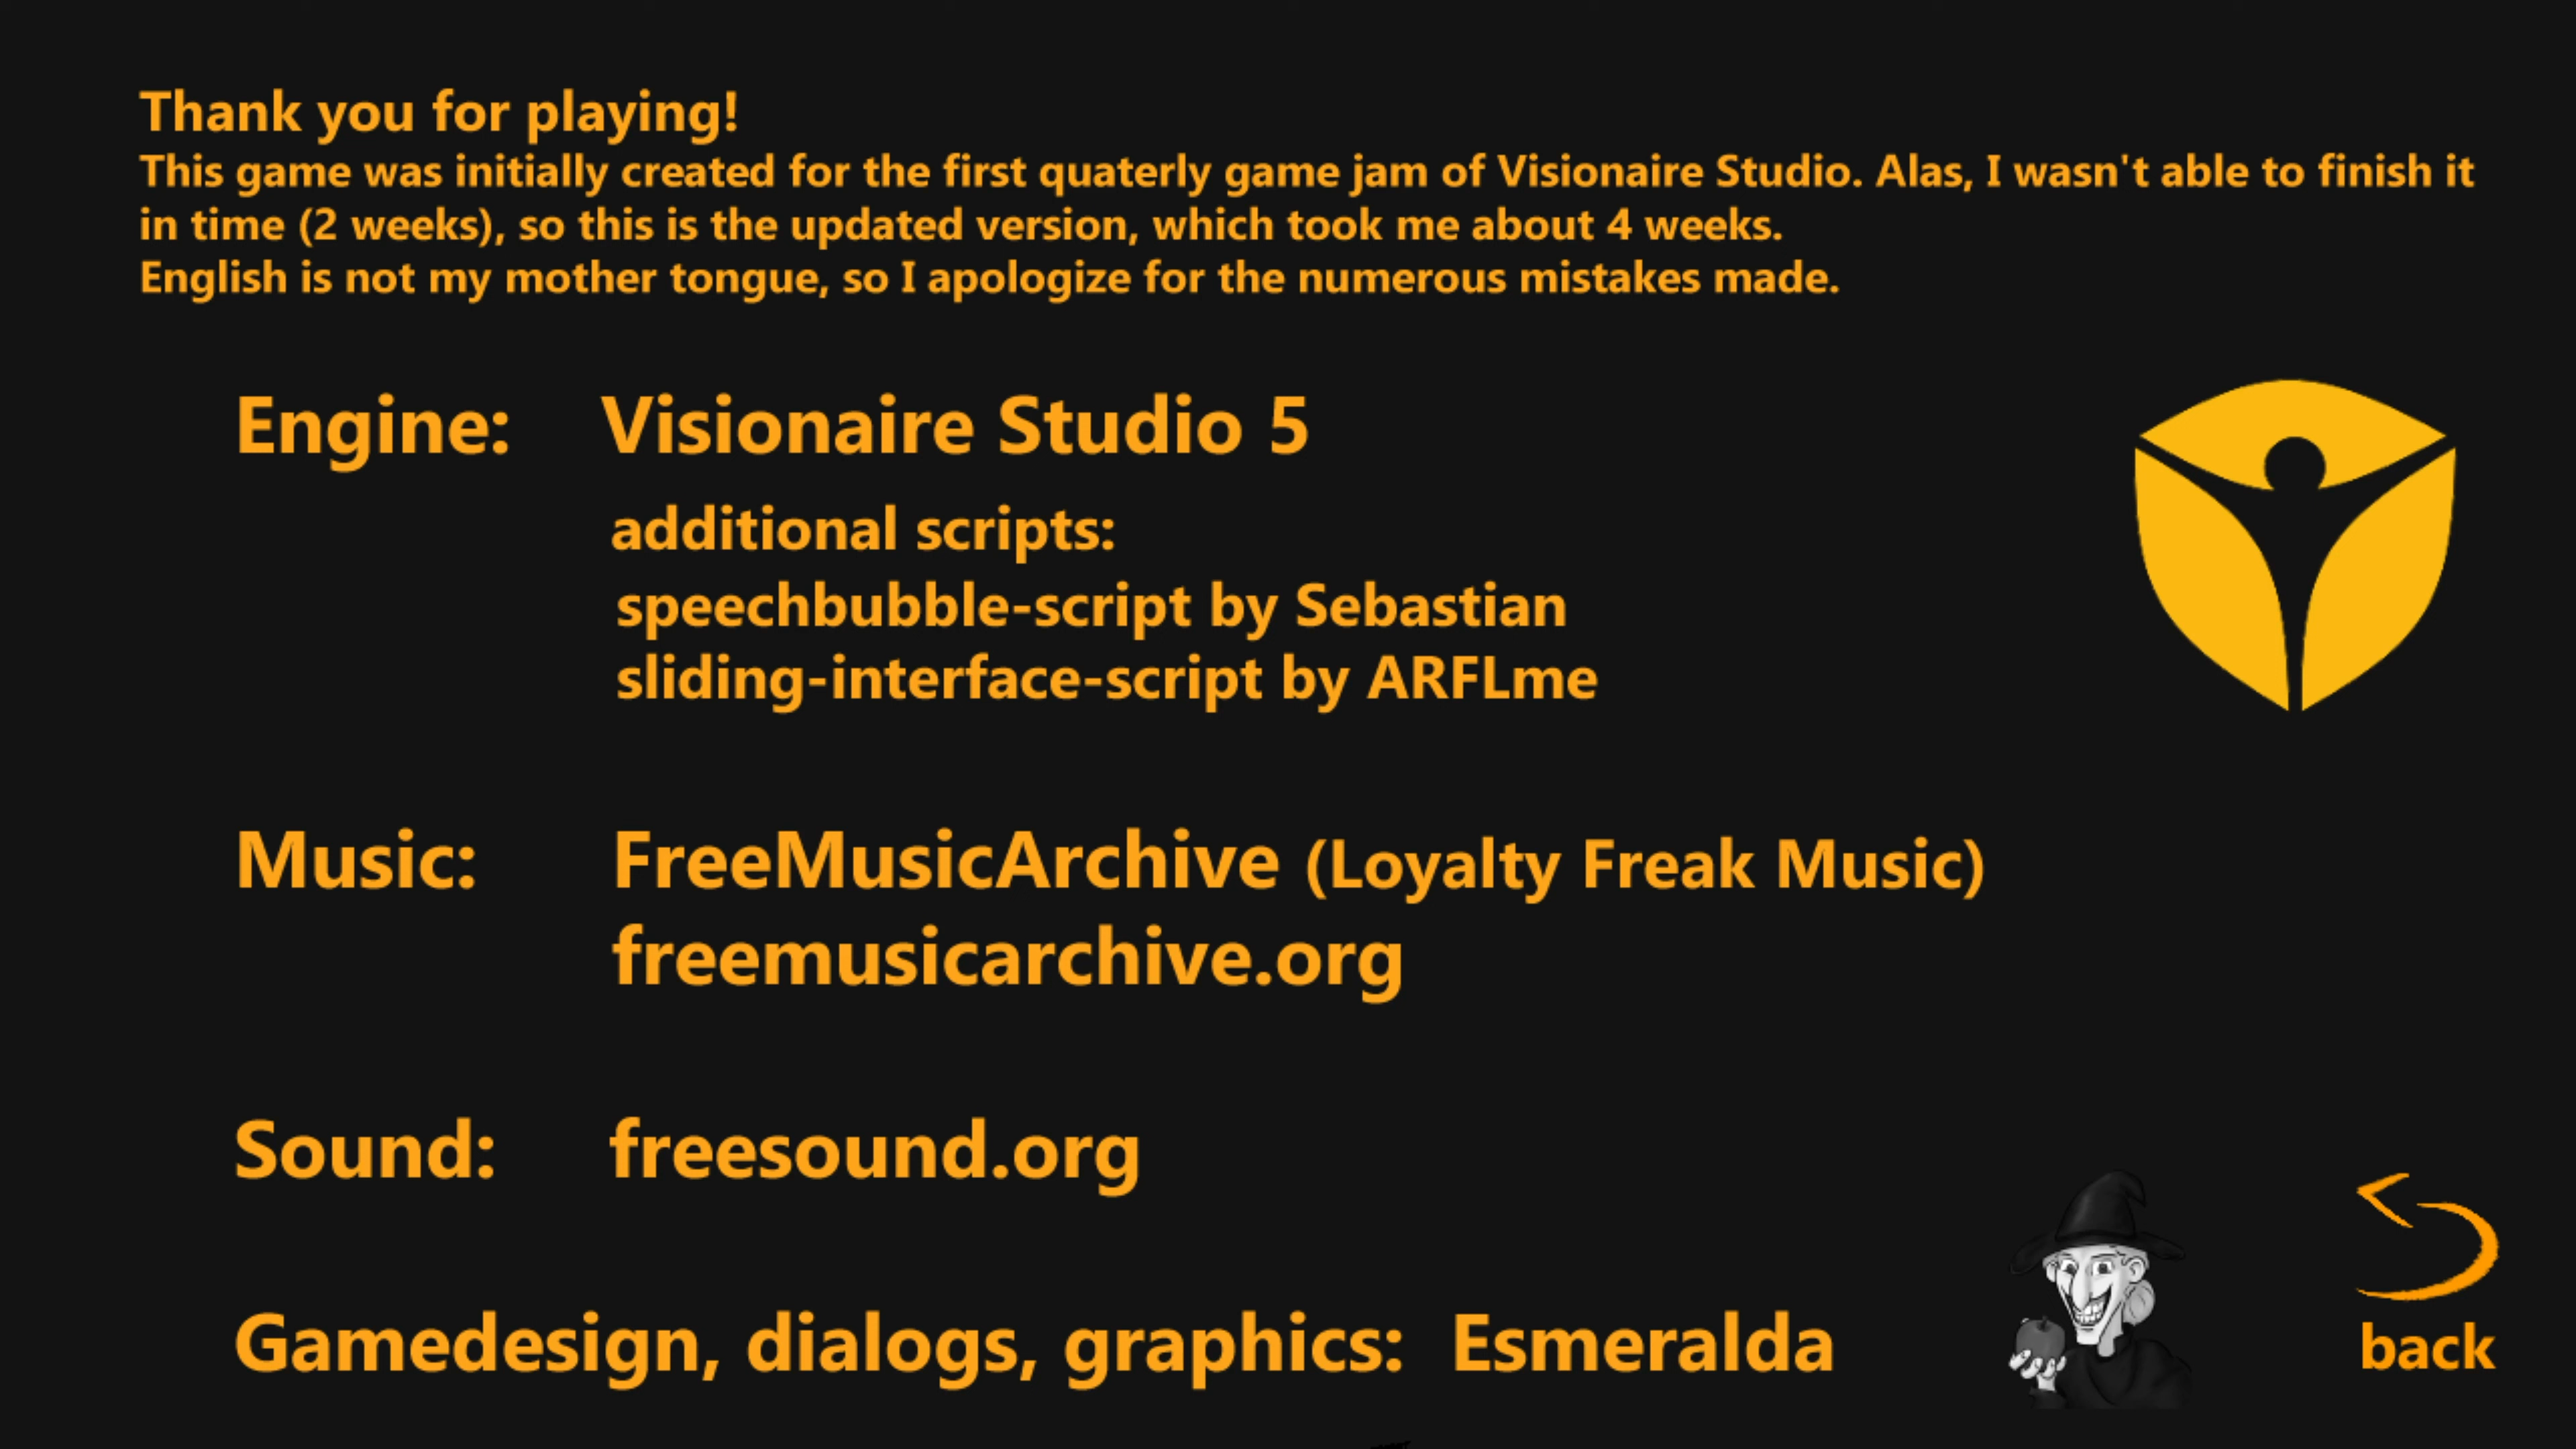 Thank you for playing!
This game was initially created for the first quaterly game jam of Visionaire Studio. Alas, I wasn't able to finish it
in time (2 weeks), so this is the updated version, which took me about 4 weeks.
English is not my mother tongue, so I apologize for the numerous mistakes made.
Engine: Visionaire Studio 5
additional scripts:
speechbubble-script by Sebastian
sliding-interface-script by ARFLme
Music: FreeMusicArchive (Loyalty Freak Music)
freemusicarchive.org
Sound: freesound.org
Gamedesign, dialogs, graphics: Esmeralda
back